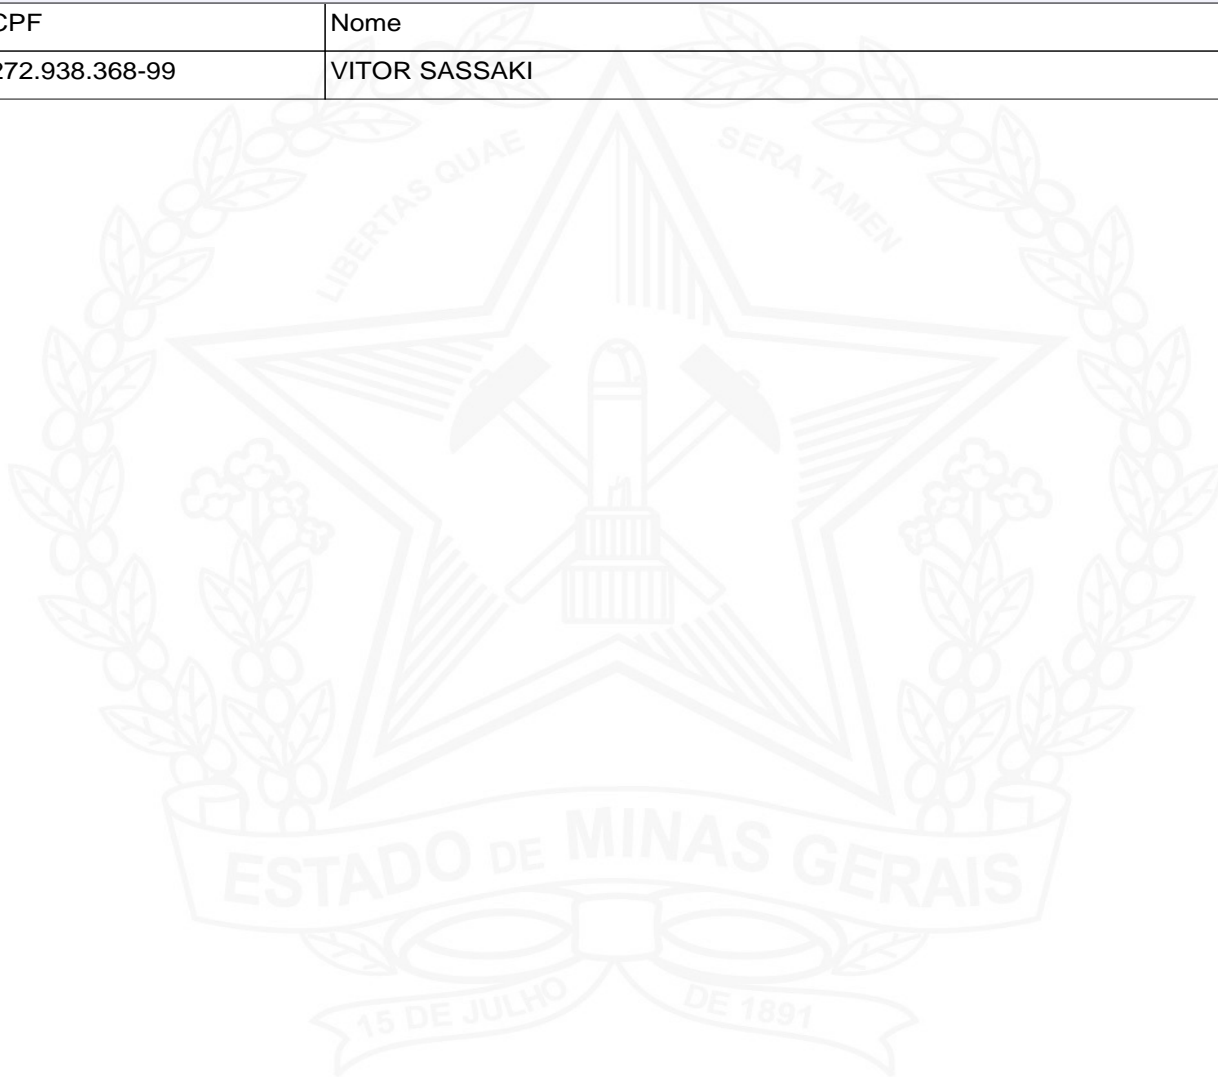 CPF Nome
272.938.368-99 VITOR SASSAKI
LIBERTAS QUAE SERA TAMEN
ESTADO DE MINAS GERAIS
15 DE JULHO DE 1891